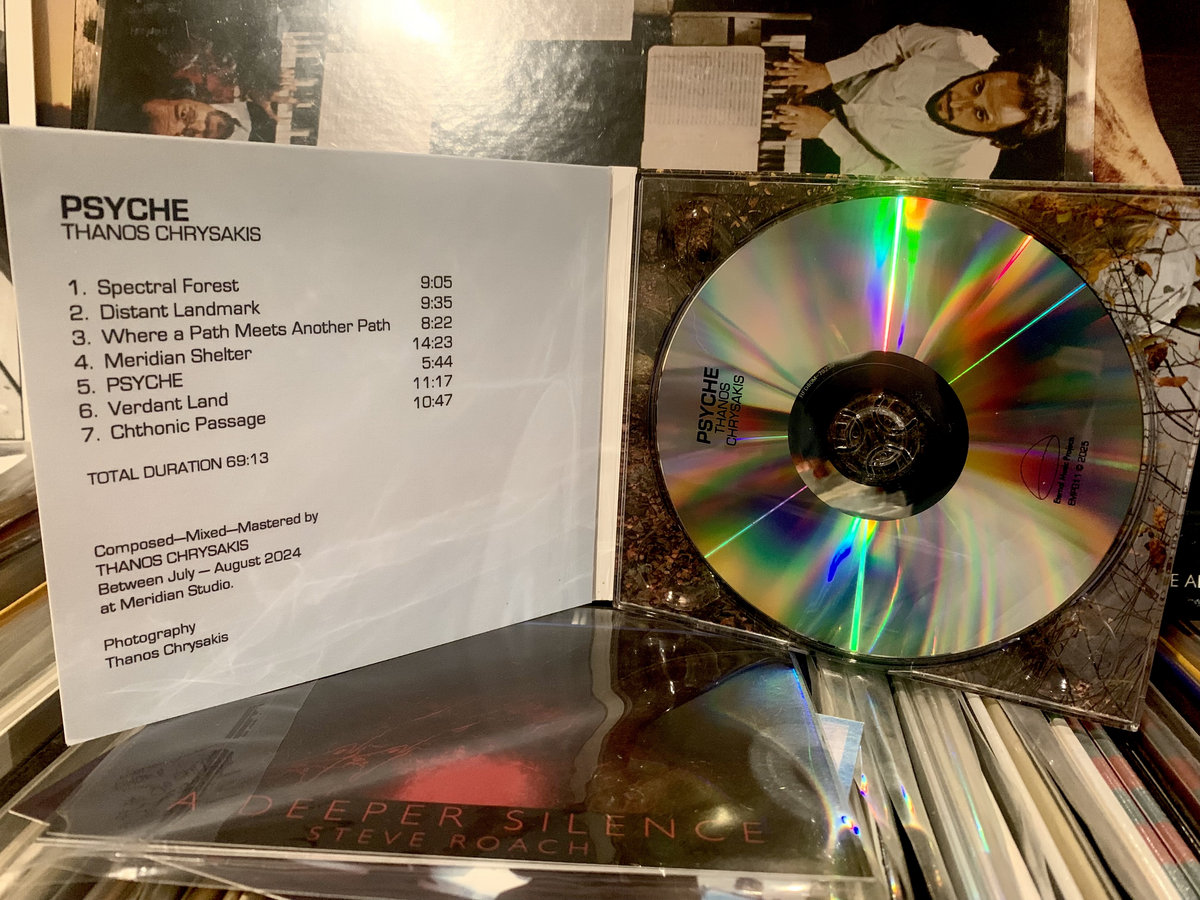 PSYCHE
THANOS CHRYSAKIS
1. Spectral Forest 9:05
2. Distant Landmark 9:35
3. Where a Path Meets Another Path 8:22
4. Meridian Shelter 14:23
5. PSYCHE 5:44
6. Verdant Land 11:17
7. Chthonic Passage 10:47
TOTAL DURATION 69:13
Composed—Mixed—Mastered by
THANOS CHRYSAKIS
Between July — August 2024
at Meridian Studio.
Photography
Thanos Chrysakis
PSYCHE
THANOS
CHRYSAKIS
© 2025
A DEEPER SILENCE
STEVE ROACH